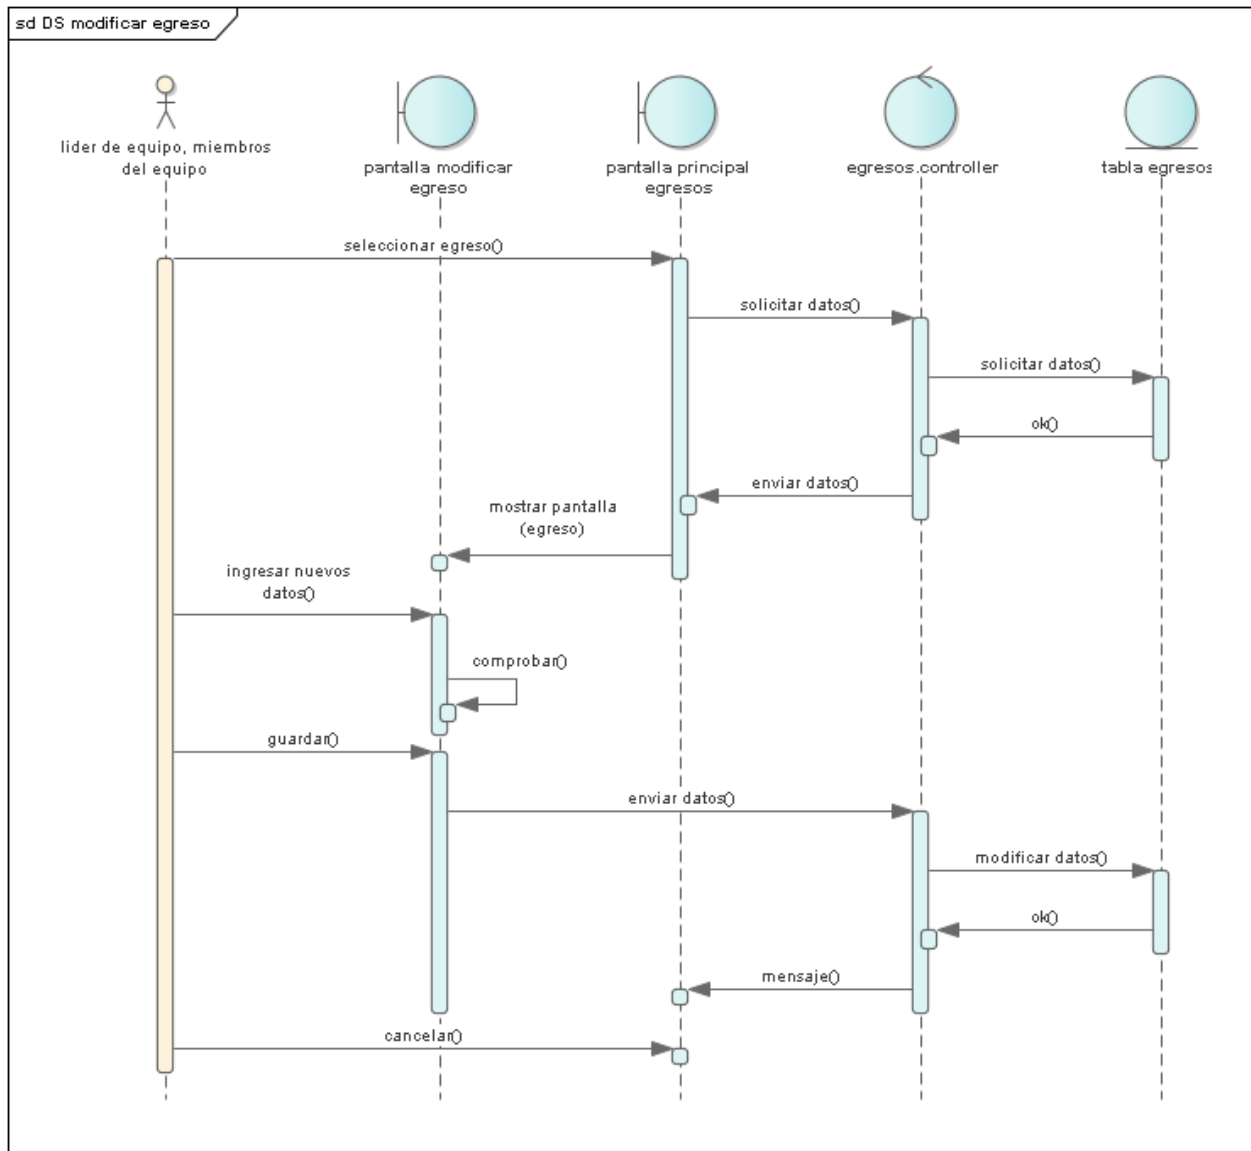 sd DS modificar egreso
lider de equipo, miembros
del equipo
pantalla modificar
egreso
pantalla principal
egresos
egresos.controller
tabla egresos
seleccionar egreso()
solicitar datos()
solicitar datos()
ok()
enviar datos()
mostrar pantalla
(egreso)
ingresar nuevos
datos()
comprobar()
guardar()
enviar datos()
modificar datos()
ok()
mensaje()
cancelar()